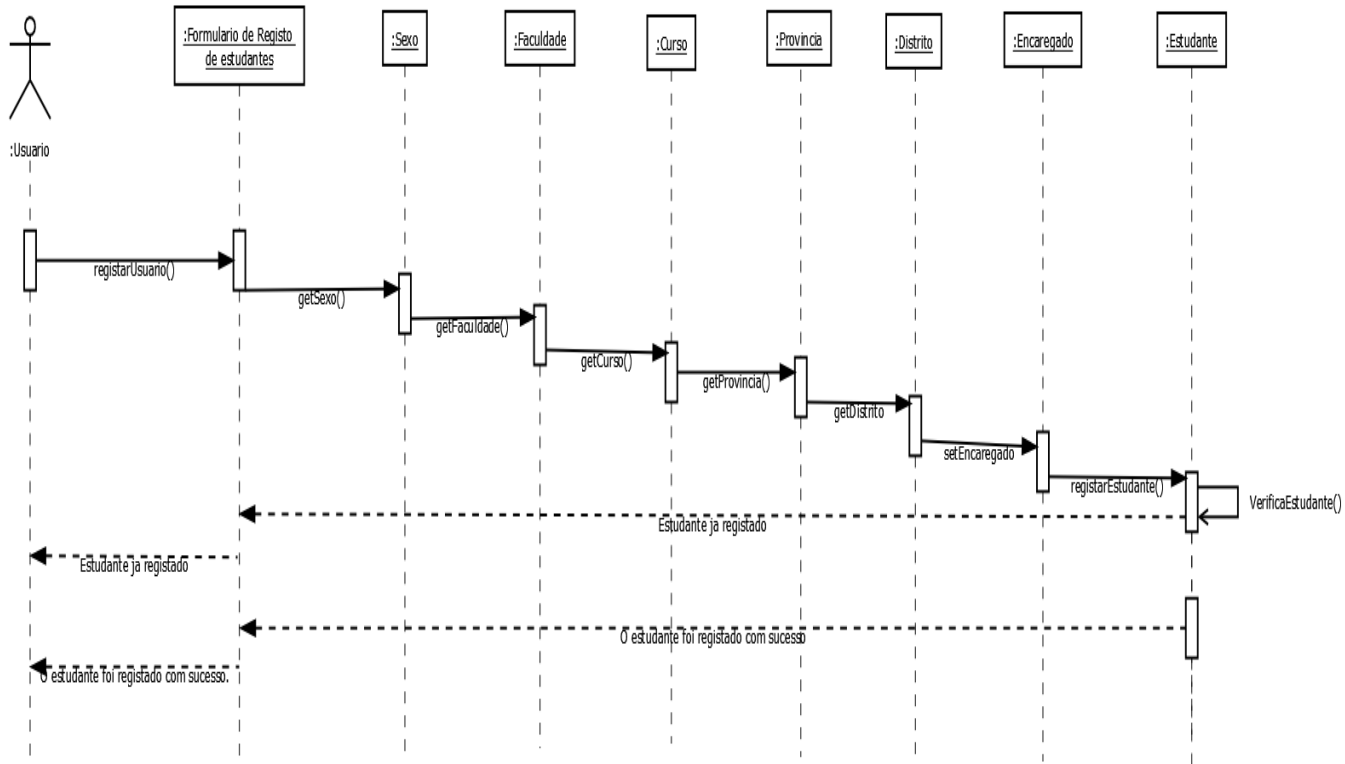 :Formulario de Registo
de estudantes
:Sexo
:Faculdade
:Curso
:Provincia
:Distrito
:Encaregado
:Estudante
:Usuario
registarUsuario()
getSexo()
getFaculdade()
getCurso()
getProvincia()
getDistrito
setEncaregado
registarEstudante()
VerificaEstudante()
Estudante ja registado
Estudante ja registado
O estudante foi registado com sucesso
O estudante foi registado com sucesso.